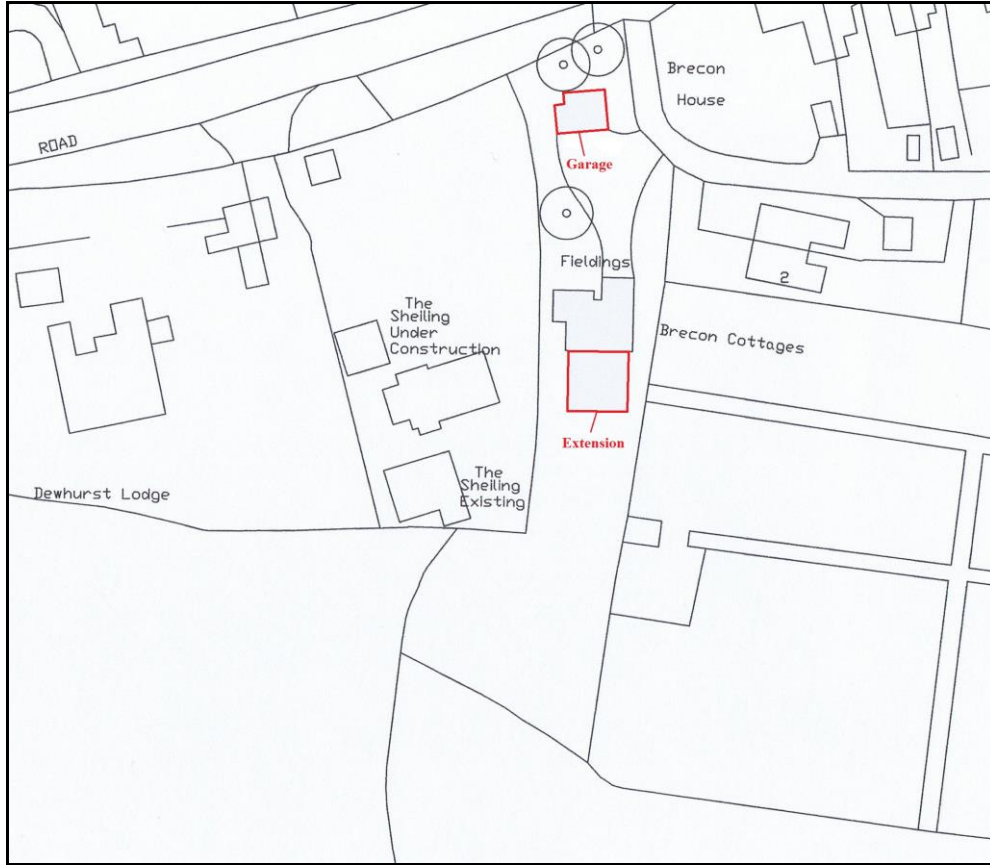 Brecon
House
ROAD
Garage
Fieldings
2
The
Sheiling
Under
Construction
Brecon Cottages
Extension
The
Sheiling
Existing
Dewhurst Lodge